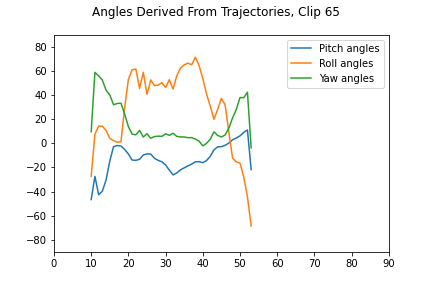 Angles Derived From Trajectories, Clip 65
80
60
40
20
0
−20
−40
−60
−80
Pitch angles
Roll angles
Yaw angles
0 10 20 30 40 50 60 70 80 90